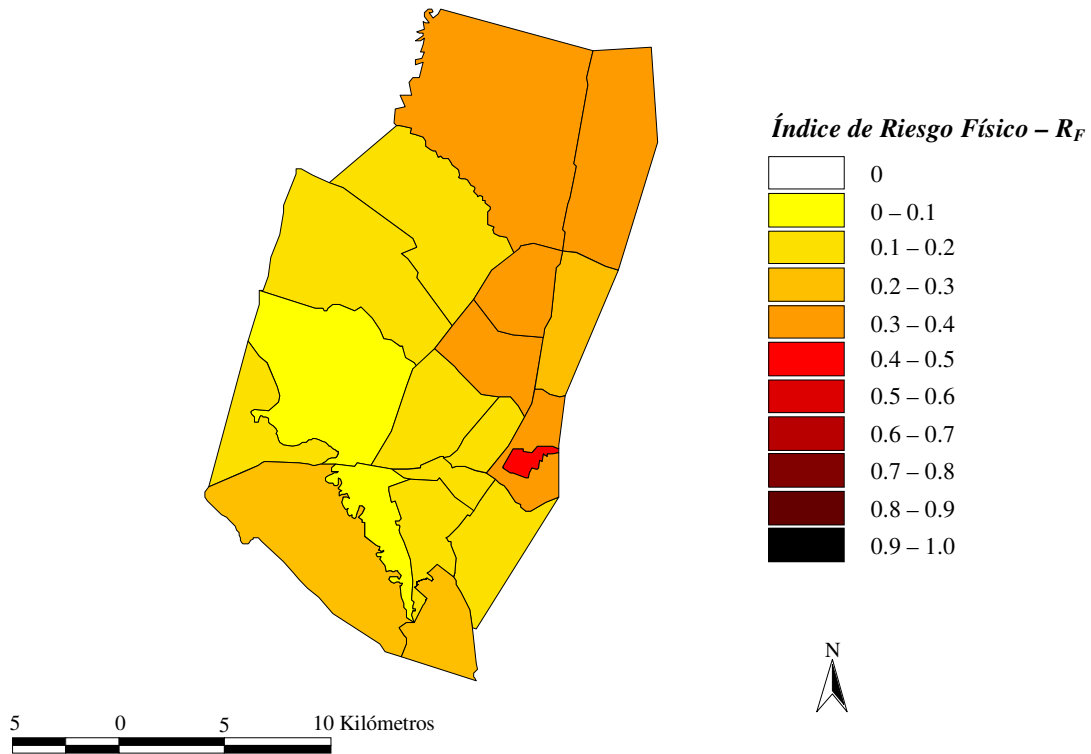 Índice de Riesgo Físico – RF
0
0 – 0.1
0.1 – 0.2
0.2 – 0.3
0.3 – 0.4
0.4 – 0.5
0.5 – 0.6
0.6 – 0.7
0.7 – 0.8
0.8 – 0.9
0.9 – 1.0
N
5 0 5 10 Kilómetros